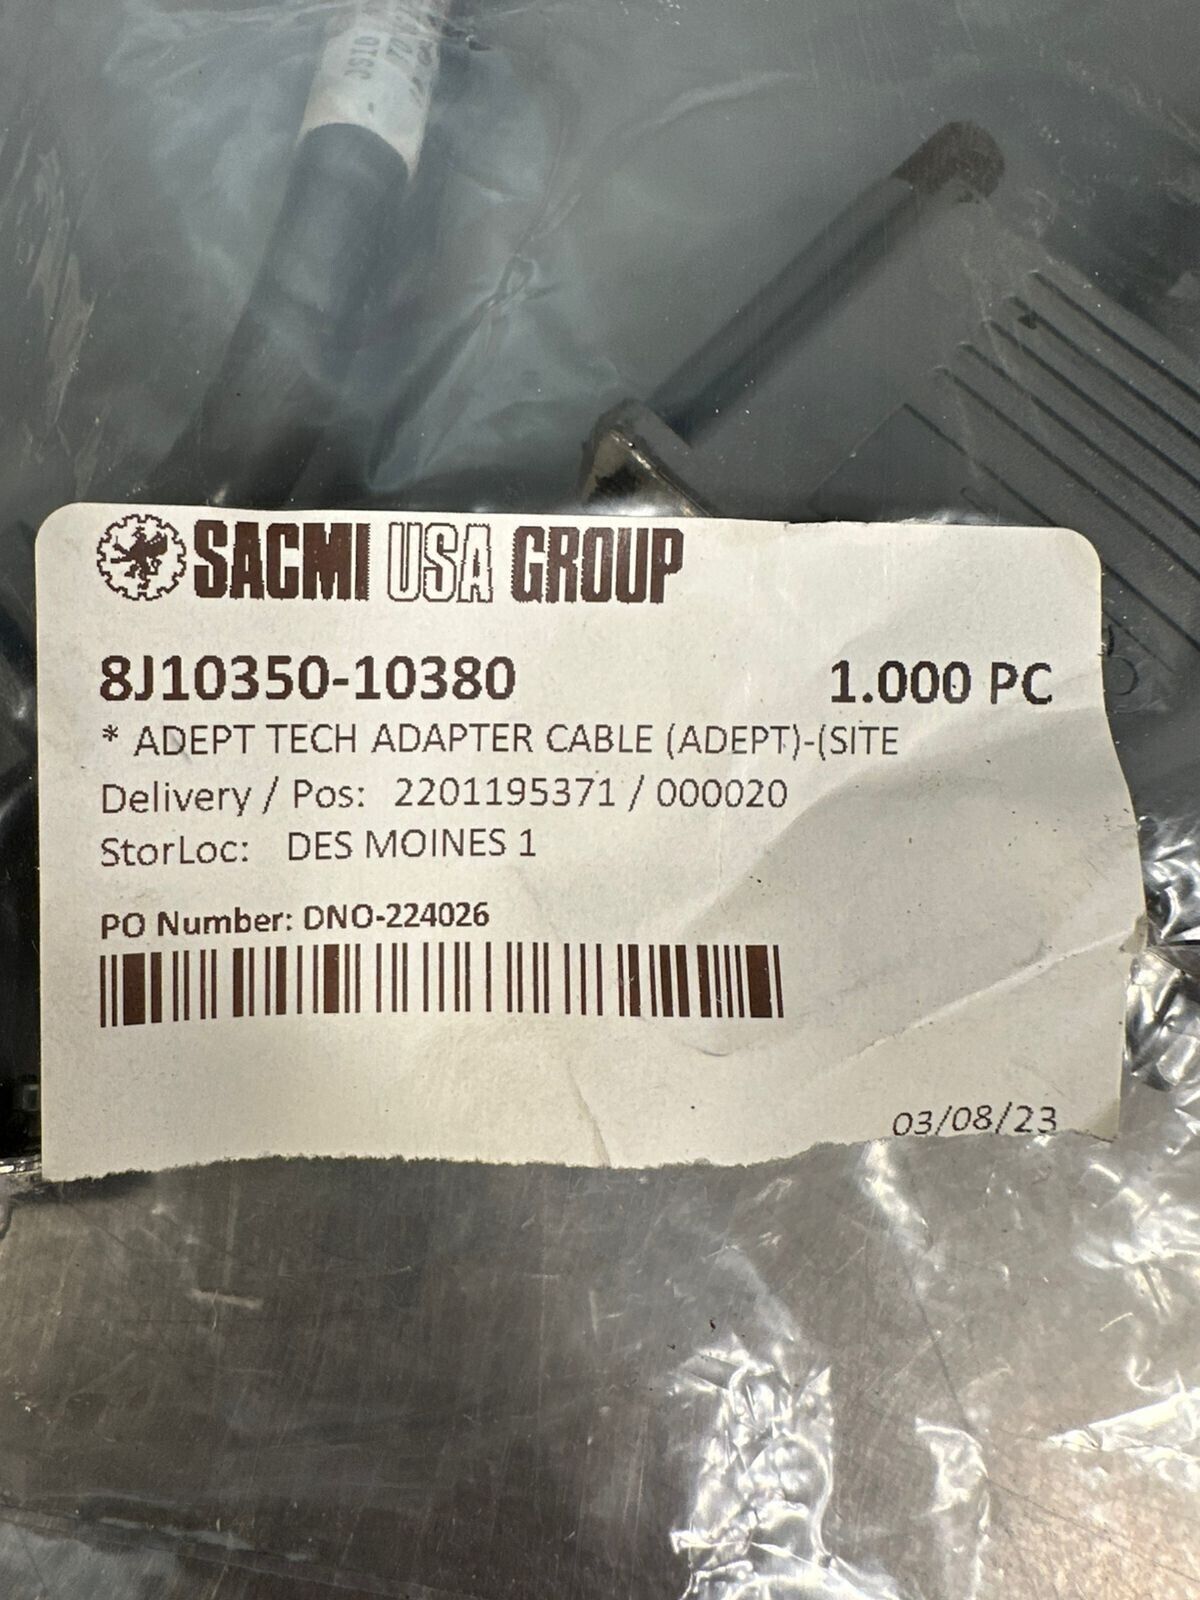 SACMI USA GROUP
8J10350-10380 1.000 PC
* ADEPT TECH ADAPTER CABLE (ADEPT)-(SITE
Delivery / Pos: 2201195371 / 000020
StorLoc: DES MOINES 1
PO Number: DNO-224026
03/08/23